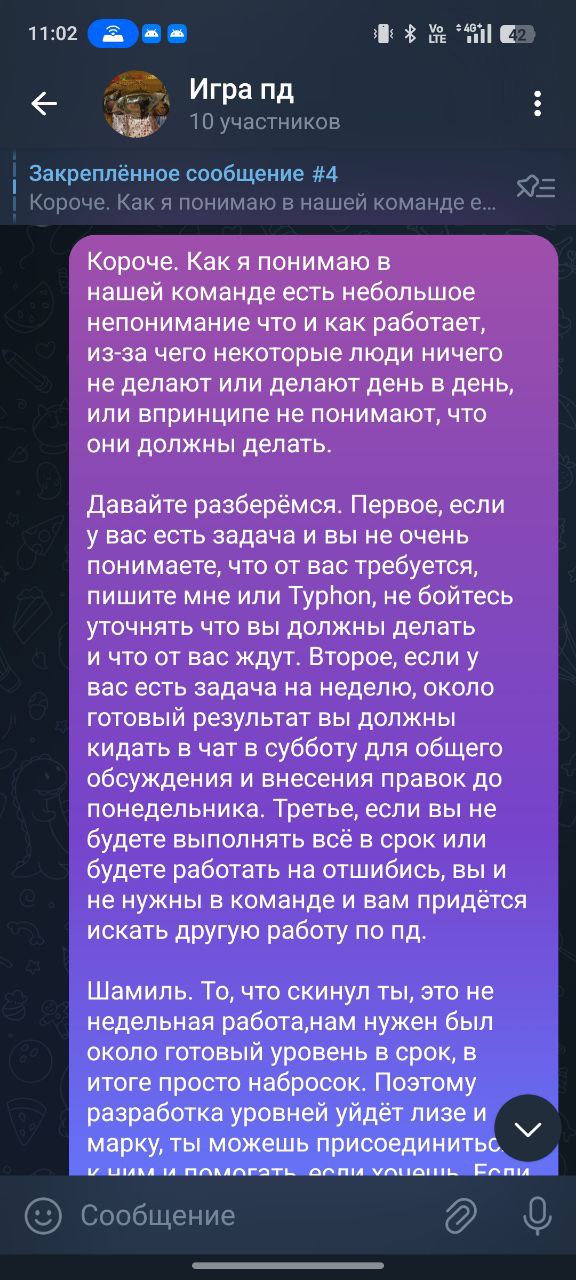 11:02
Vo
LTE
4G+
42
Игра пд
10 участников
Закреплённое сообщение #4
Короче. Как я понимаю в нашей команде е...
Короче. Как я понимаю в
нашей команде есть небольшое
непонимание что и как работает,
из-за чего некоторые люди ничего
не делают или делают день в день,
или впринципе не понимают, что
они должны делать.
Давайте разберёмся. Первое, если
у вас есть задача и вы не очень
понимаете, что от вас требуется,
пишите мне или Typhon, не бойтесь
уточнять что вы должны делать
и что от вас ждут. Второе, если у
вас есть задача на неделю, около
готовый результат вы должны
кидать в чат в субботу для общего
обсуждения и внесения правок до
понедельника. Третье, если вы не
будете выполнять всё в срок или
будете работать на отшибись, вы и
не нужны в команде и вам придётся
искать другую работу по пд.
Шамиль. То, что скинул ты, это не
недельная работа,нам нужен был
около готовый уровень в срок, в
итоге просто набросок. Поэтому
разработка уровней уйдёт лизе и
марку, ты можешь присоединитьс
к ним и помогать, если хочешь. Если
Сообщение